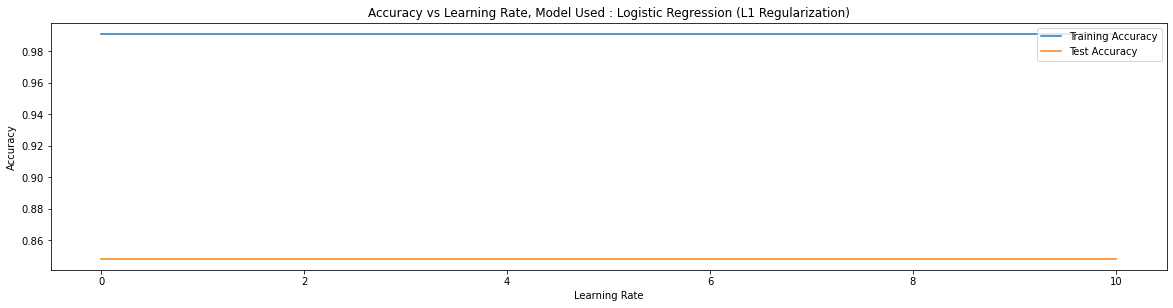 Accuracy vs Learning Rate, Model Used : Logistic Regression (L1 Regularization)
Training Accuracy
Test Accuracy
Accuracy
0.98
0.96
0.94
0.92
0.90
0.88
0.86
0 2 4 6 8 10
Learning Rate